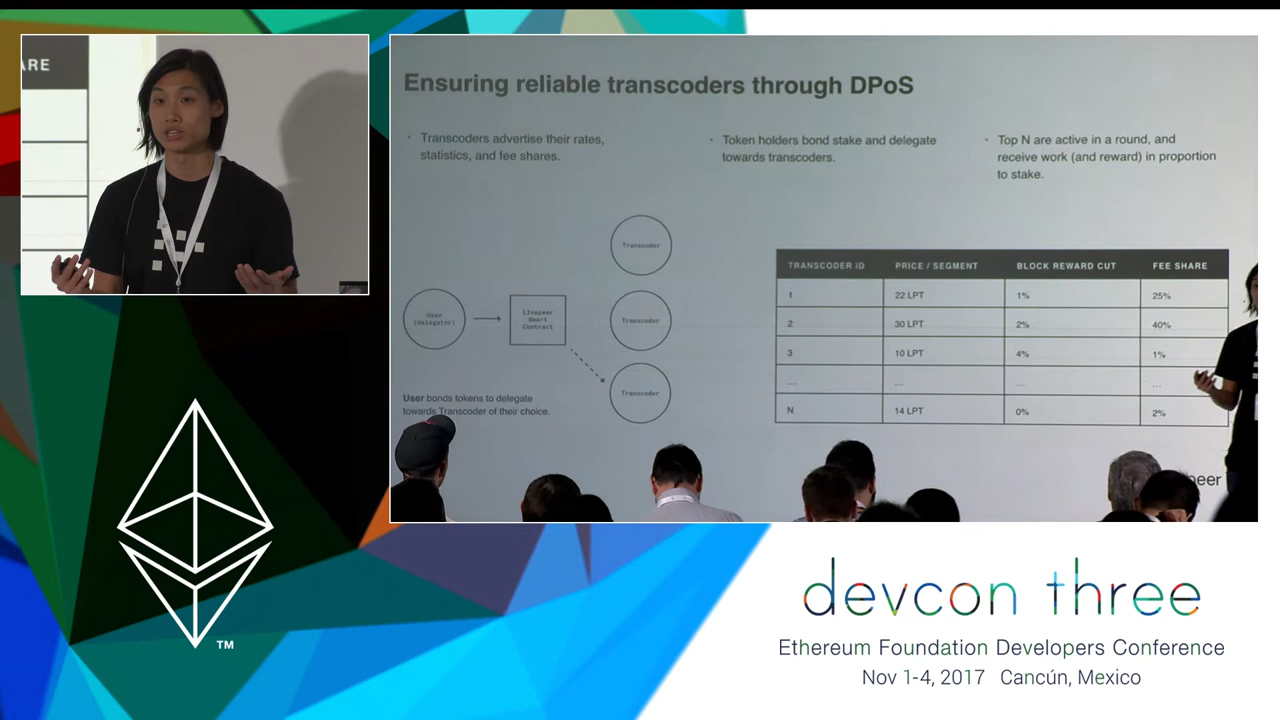 ARE
Ensuring reliable transcoders through DPoS
· Transcoders advertise their rates,
statistics, and fee shares.
· Token holders bond stake and delegate
towards transcoders.
· Top N are active in a round, and
receive work (and reward) in proportion
to stake.
User
(delegator)
Livepeer
Smart
Contract
Transcoder
Transcoder
Transcoder
User bonds tokens to delegate
towards Transcoder of their choice.
TRANSCODER ID PRICE / SEGMENT BLOCK REWARD CUT FEE SHARE
1 22 LPT 1% 25%
2 30 LPT 2% 40%
3 10 LPT 4% 1%
... ... ... ...
N 14 LPT 0% 2%
peer
TM
devcon three
Ethereum Foundation Developers Conference
Nov 1-4, 2017 Cancún, Mexico